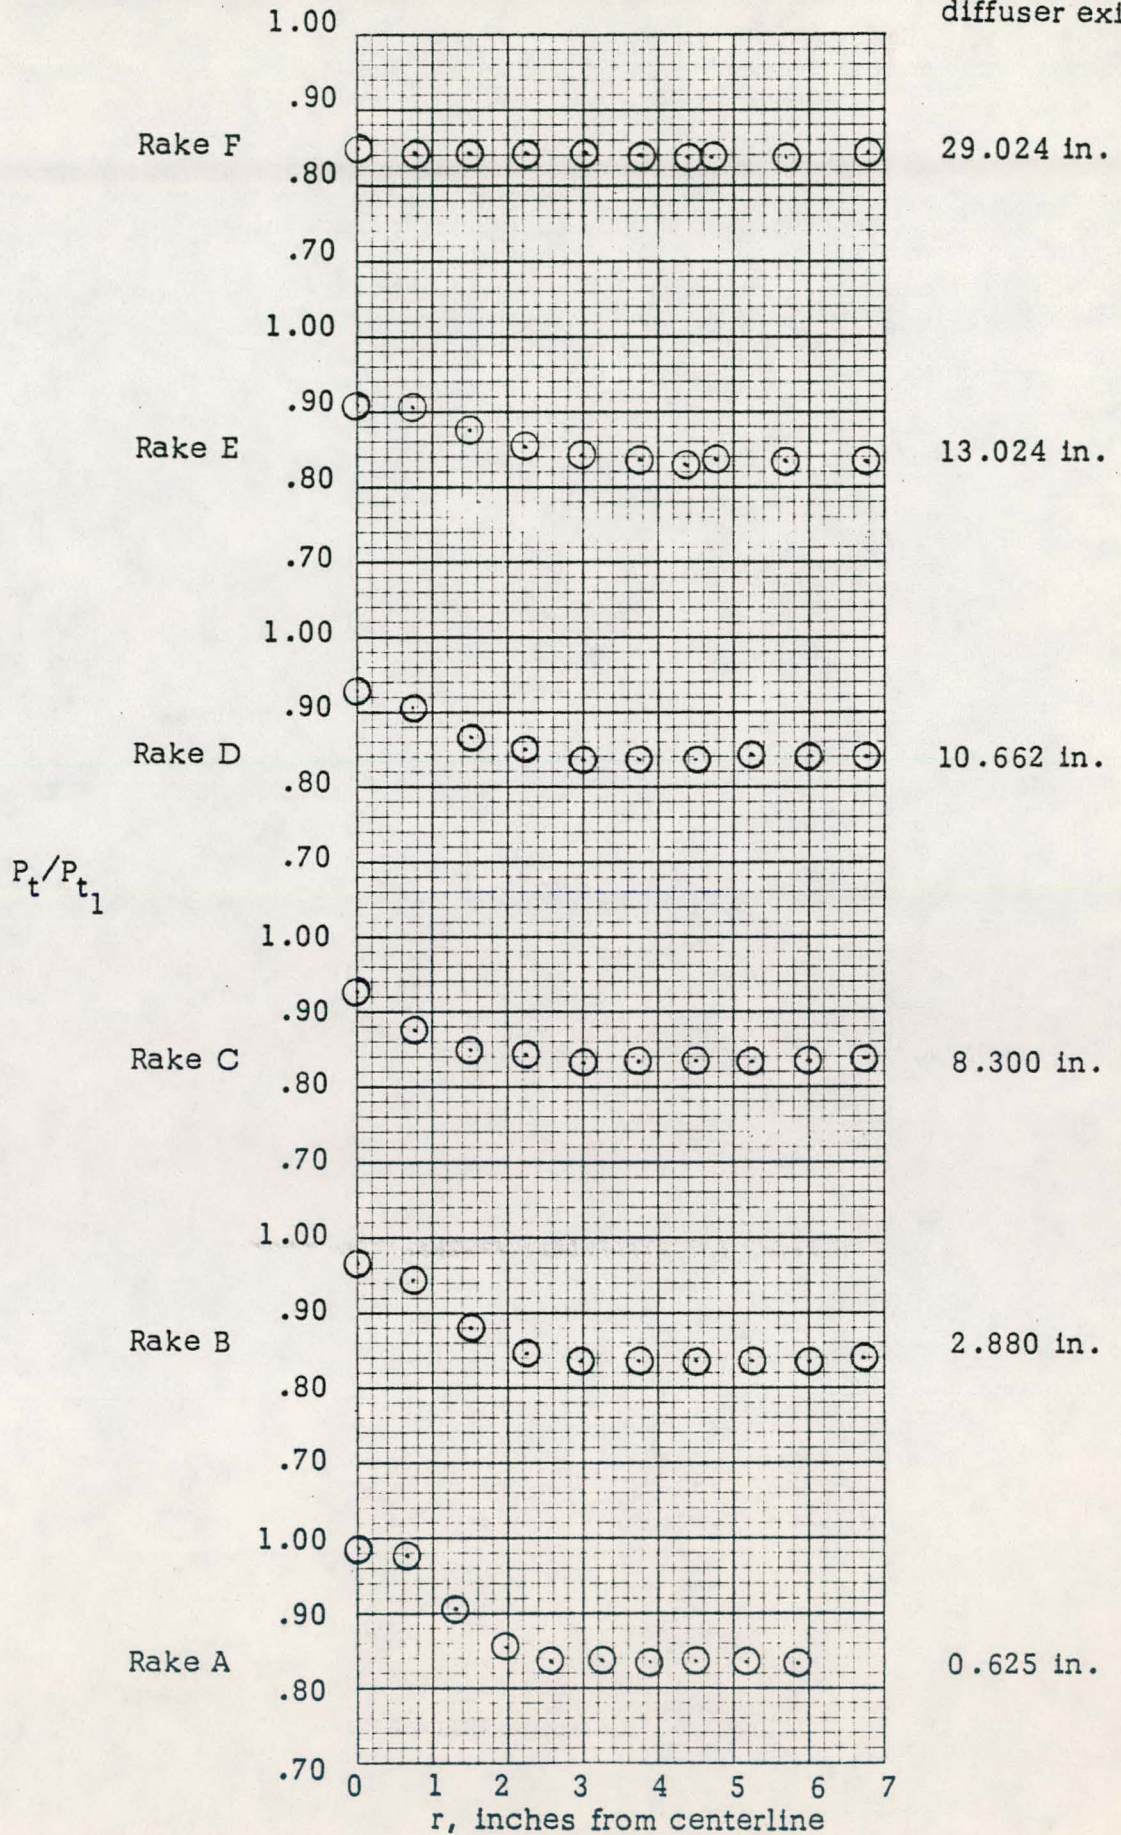 diffuser exi
1.00
.90
Rake F 29.024 in.
.80
.70
1.00
.90
Rake E 13.024 in.
.80
.70
1.00
.90
Rake D 10.662 in.
.80
.70
Pt/Pt1
1.00
.90
Rake C 8.300 in.
.80
.70
1.00
.90
Rake B 2.880 in.
.80
.70
1.00
.90
Rake A 0.625 in.
.80
.70
0 1 2 3 4 5 6 7
r, inches from centerline